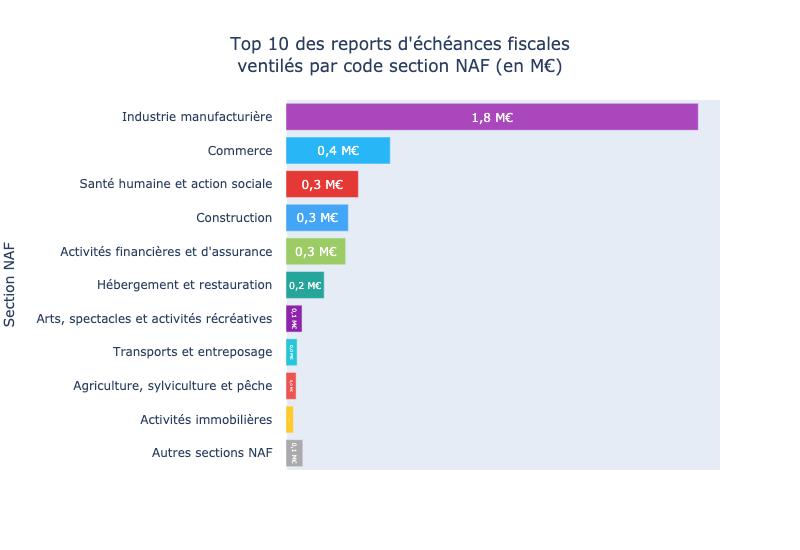 Top 10 des reports d'échéances fiscales
ventilés par code section NAF (en M€)
Section NAF
Industrie manufacturière
1,8 M€
Commerce
0,4 M€
Santé humaine et action sociale
0,3 M€
Construction
0,3 M€
Activités financières et d'assurance
0,3 M€
Hébergement et restauration
0,2 M€
Arts, spectacles et activités récréatives
0,1 M€
Transports et entreposage
0,0 M€
Agriculture, sylviculture et pêche
Activités immobilières
Autres sections NAF
0,1 M€